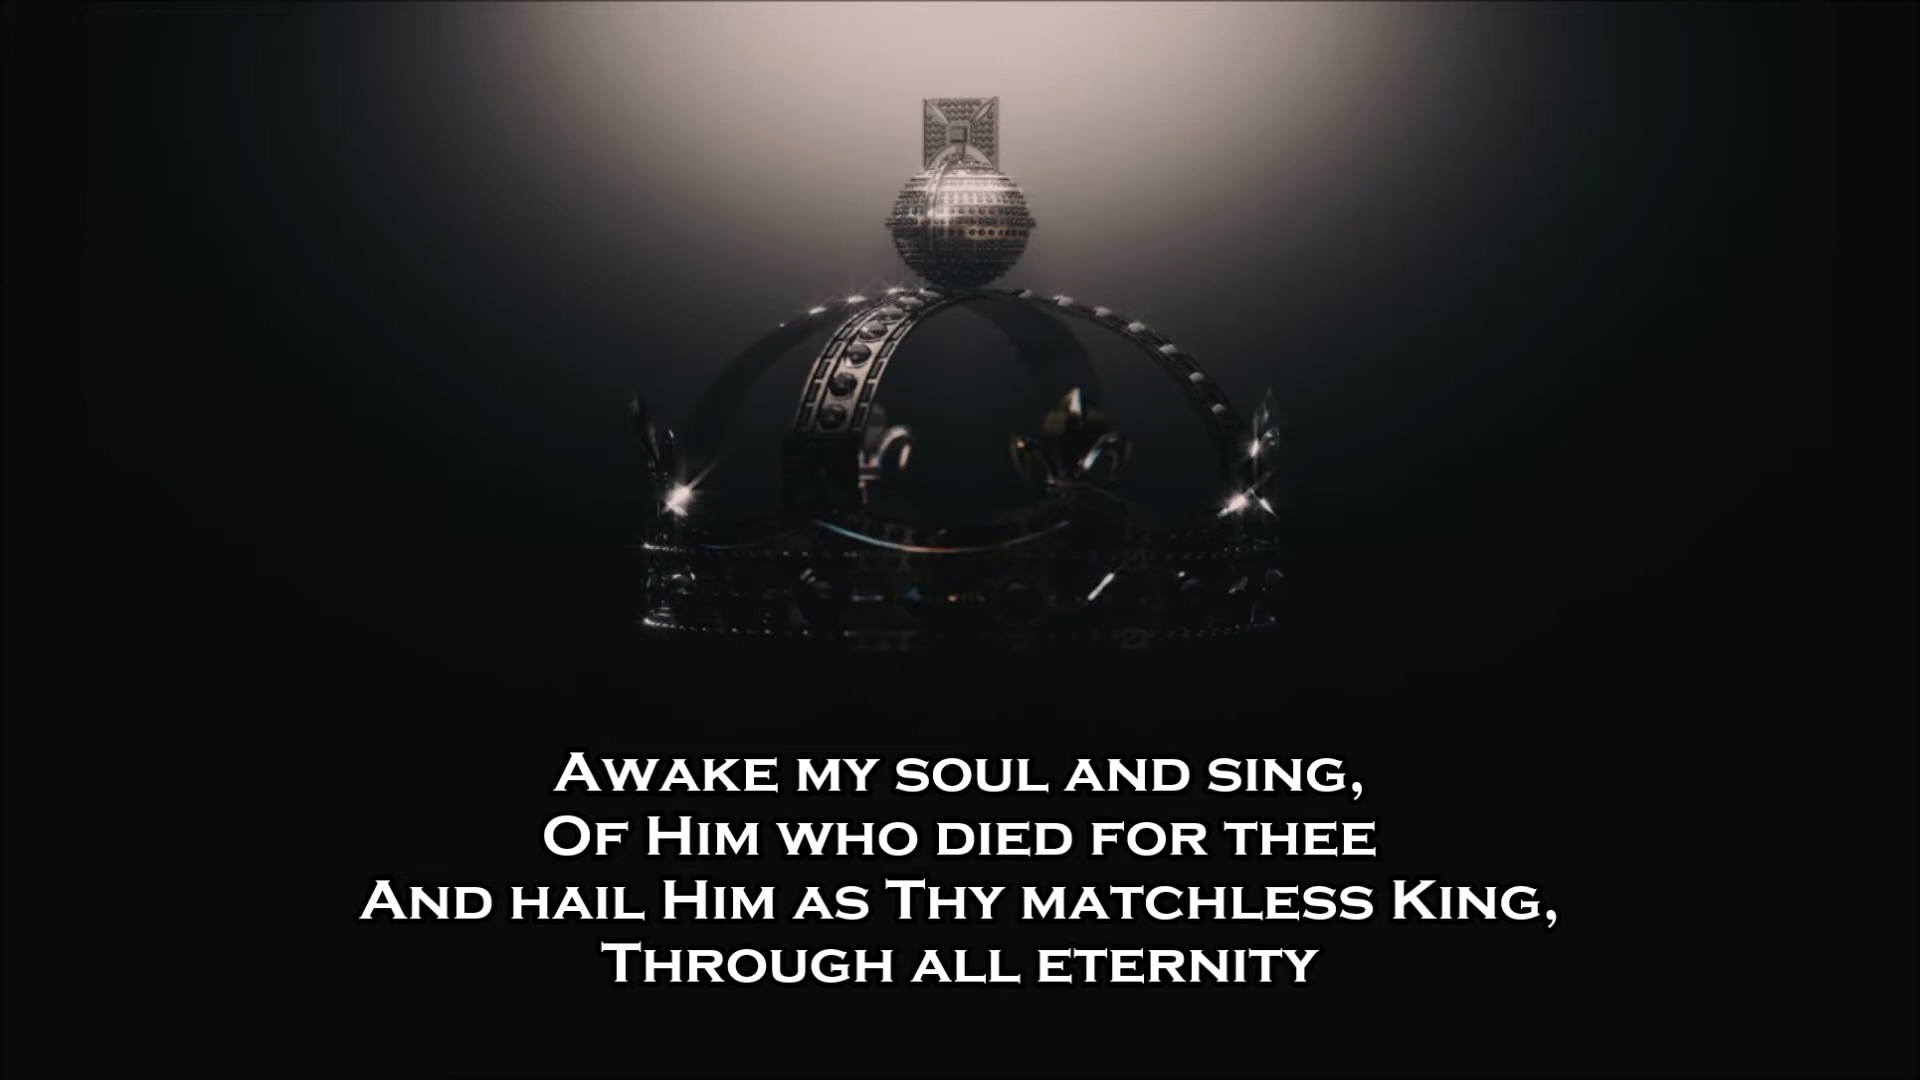 Awake my soul and sing,
Of Him who died for thee
And hail Him as Thy matchless King,
Through all eternity